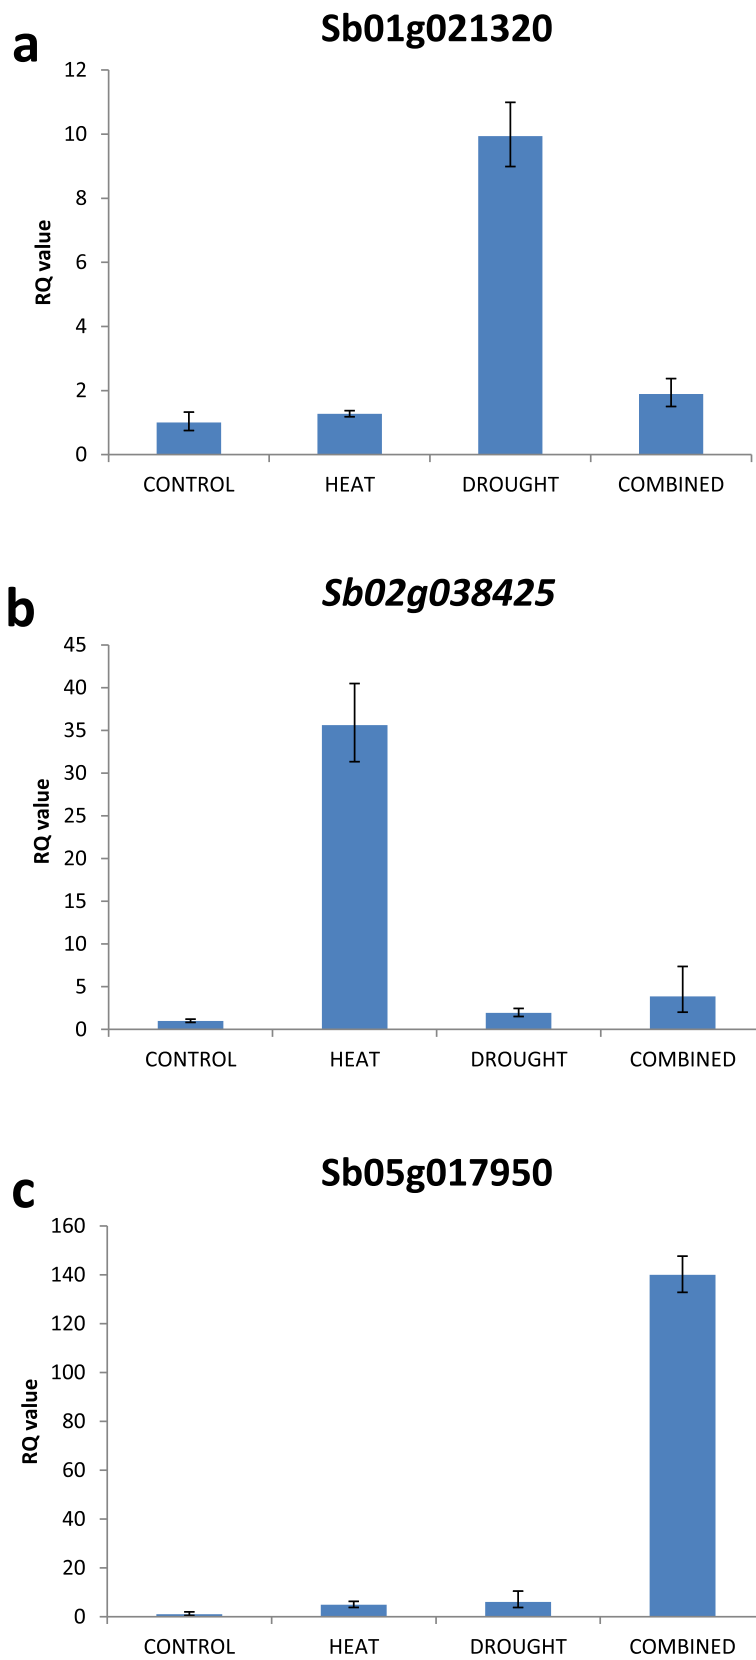 a
Sb01g021320
12
10
8
6
4
2
0
RQ value
CONTROL HEAT DROUGHT COMBINED
b
Sb02g038425
45
40
35
30
25
20
15
10
5
0
RQ value
CONTROL HEAT DROUGHT COMBINED
c
Sb05g017950
160
140
120
100
80
60
40
20
0
RQ value
CONTROL HEAT DROUGHT COMBINED